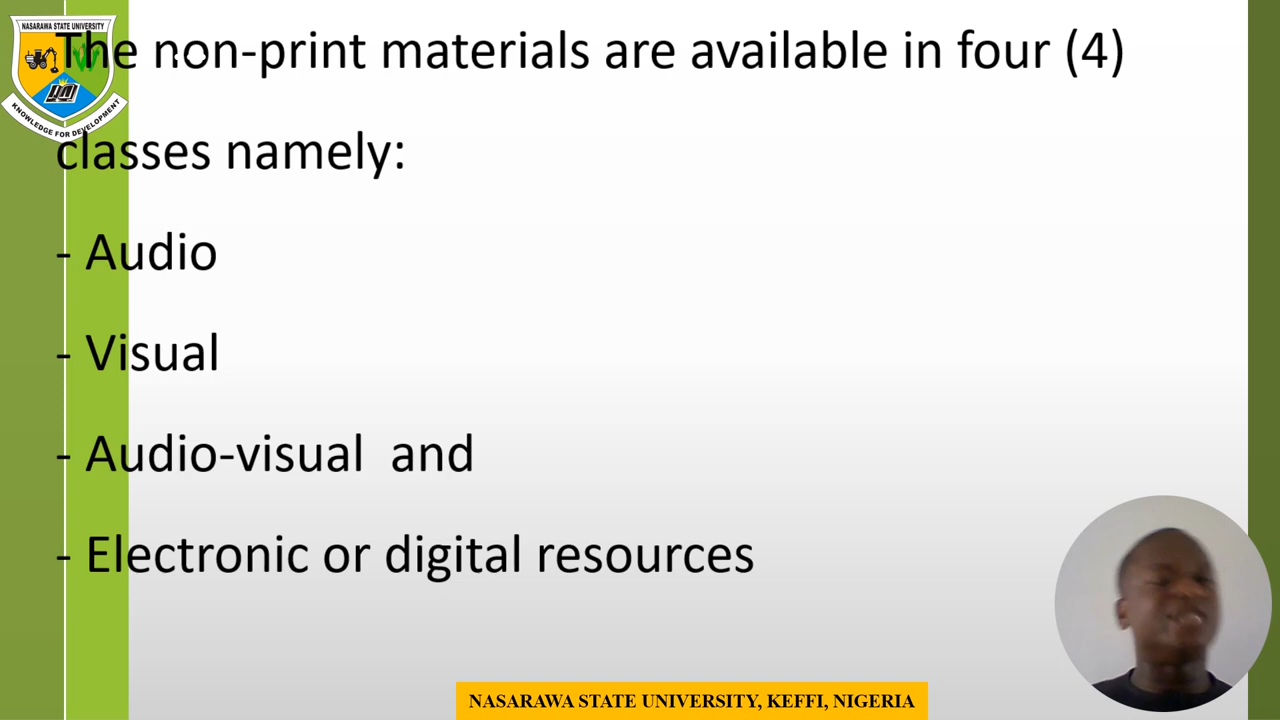 NASARAWA STATE UNIVERSITY
KNOWLEDGE FOR DEVELOPMENT
The non-print materials are available in four (4)
classes namely:
- Audio
- Visual
- Audio-visual and
- Electronic or digital resources
NASARAWA STATE UNIVERSITY, KEFFI, NIGERIA